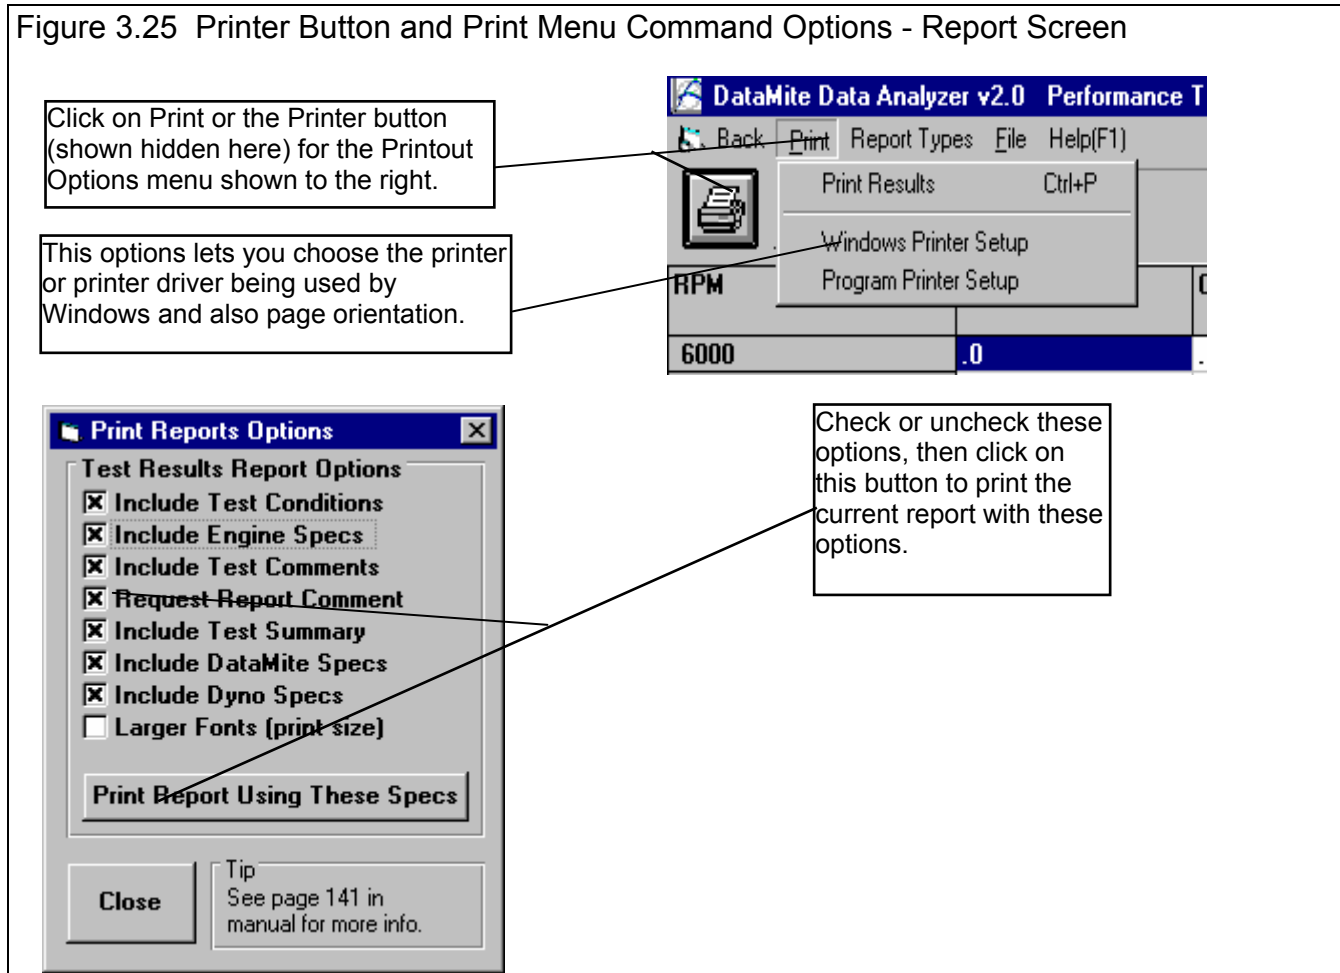 Figure 3.25  Printer Button and Print Menu Command Options - Report Screen
Click on Print or the Printer button
(shown hidden here) for the Printout
Options menu shown to the right.
This options lets you choose the printer
or printer driver being used by
Windows and also page orientation.
DataMite Data Analyzer v2.0   Performance T
Back   Print   Report Types   File   Help(F1)
Print Results   Ctrl+P
Windows Printer Setup
Program Printer Setup
RPM
6000   .0   .
Print Reports Options
Test Results Report Options
Include Test Conditions
Include Engine Specs
Include Test Comments
Request Report Comment
Include Test Summary
Include DataMite Specs
Include Dyno Specs
Larger Fonts (print size)
Print Report Using These Specs
Close
Tip
See page 141 in
manual for more info.
Check or uncheck these
options, then click on
this button to print the
current report with these
options.